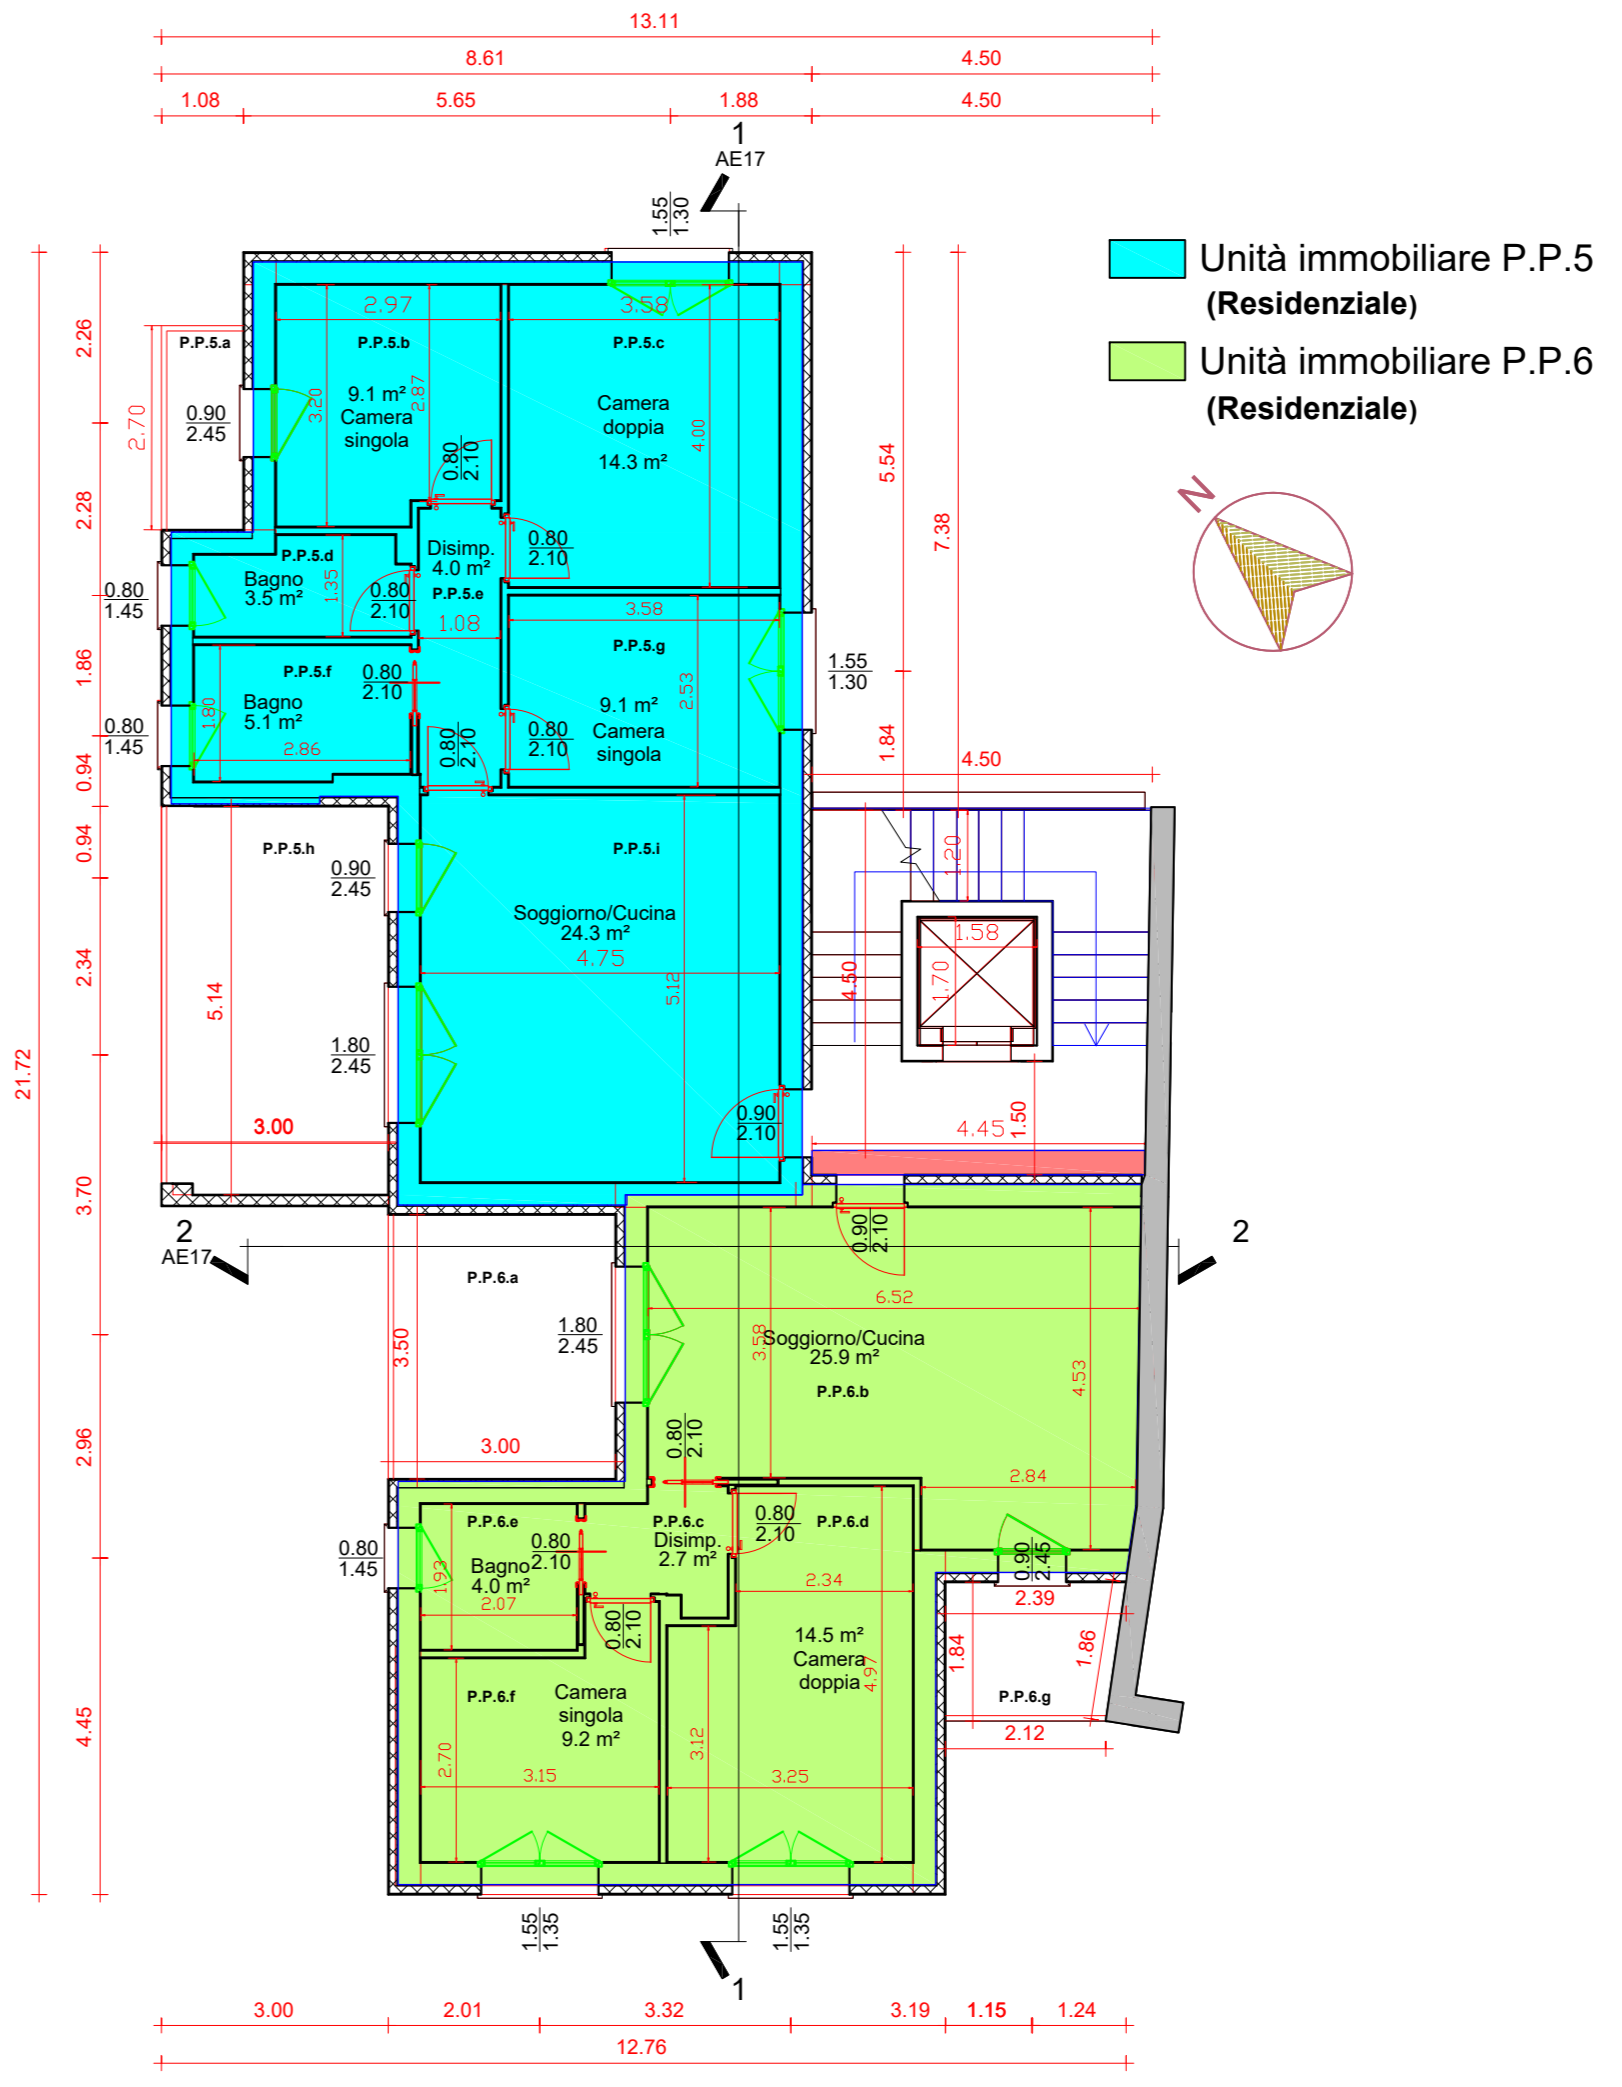 13.11
8.61
4.50
1.08
5.65
1.88
4.50
1
AE17
1.55
1.30
Unità immobiliare P.P.5
(Residenziale)
Unità immobiliare P.P.6
(Residenziale)
N
2.26
2.28
1.86
0.94
0.94
2.34
3.70
2.96
4.45
21.72
5.54
7.38
1.84
4.50
P.P.5.a
2.70
0.90
2.45
2.97
P.P.5.b
9.1 m²
Camera
singola
3.20
2.87
0.80
2.10
3.58
P.P.5.c
Camera
doppia
14.3 m²
4.00
P.P.5.d
Bagno
3.5 m²
1.35
0.80
2.10
0.80
1.45
Disimp.
4.0 m²
P.P.5.e
1.08
0.80
2.10
3.58
P.P.5.g
9.1 m²
Camera
singola
2.53
1.55
1.30
P.P.5.f
Bagno
5.1 m²
1.80
2.86
0.80
2.10
0.80
1.45
0.80
2.10
0.80
2.10
P.P.5.h
0.90
2.45
P.P.5.i
Soggiorno/Cucina
24.3 m²
4.75
5.12
1.80
2.45
5.14
3.00
0.90
2.10
1.20
1.58
1.70
4.50
1.50
4.45
2
AE17
2
P.P.6.a
3.50
1.80
2.45
3.00
0.90
2.10
6.52
Soggiorno/Cucina
25.9 m²
P.P.6.b
3.58
4.53
0.80
2.10
2.84
P.P.6.e
Bagno
4.0 m²
1.93
2.07
0.80
2.10
0.80
1.45
P.P.6.c
Disimp.
2.7 m²
0.80
2.10
P.P.6.d
2.34
14.5 m²
Camera
doppia
4.97
3.12
3.25
0.80
2.10
0.90
2.45
2.39
1.84
1.86
P.P.6.g
2.12
P.P.6.f
Camera
singola
9.2 m²
2.70
3.15
1.55
1.35
1.55
1.35
1
3.00
2.01
3.32
3.19
1.15
1.24
12.76